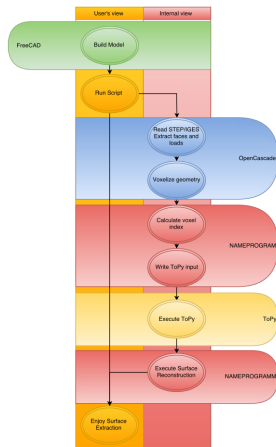 User's view
Internal view
FreeCAD
Build Model
Run Script
Read STEP/IGES
Extract faces and
loads
OpenCascade
Voxelize geometry
Calculate voxel
index
NAMEPROGRAMM
Write ToPy input
Execute ToPy
ToPy
Execute Surface
Reconstruction
NAMEPROGRAMM
Enjoy Surface
Extraction